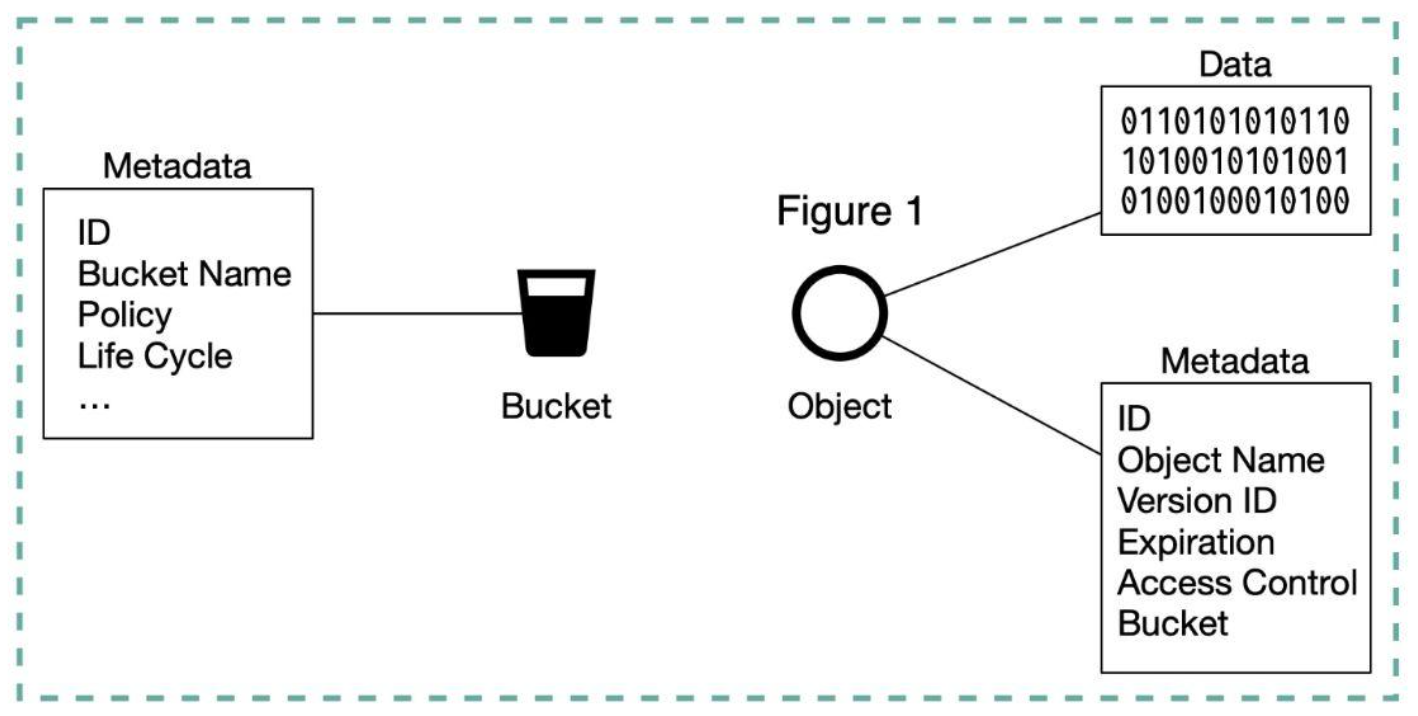 Metadata
ID
Bucket Name
Policy
Life Cycle
...
Bucket
Figure 1
Object
Data
0110101010110
1010010101001
0100100010100
Metadata
ID
Object Name
Version ID
Expiration
Access Control
Bucket